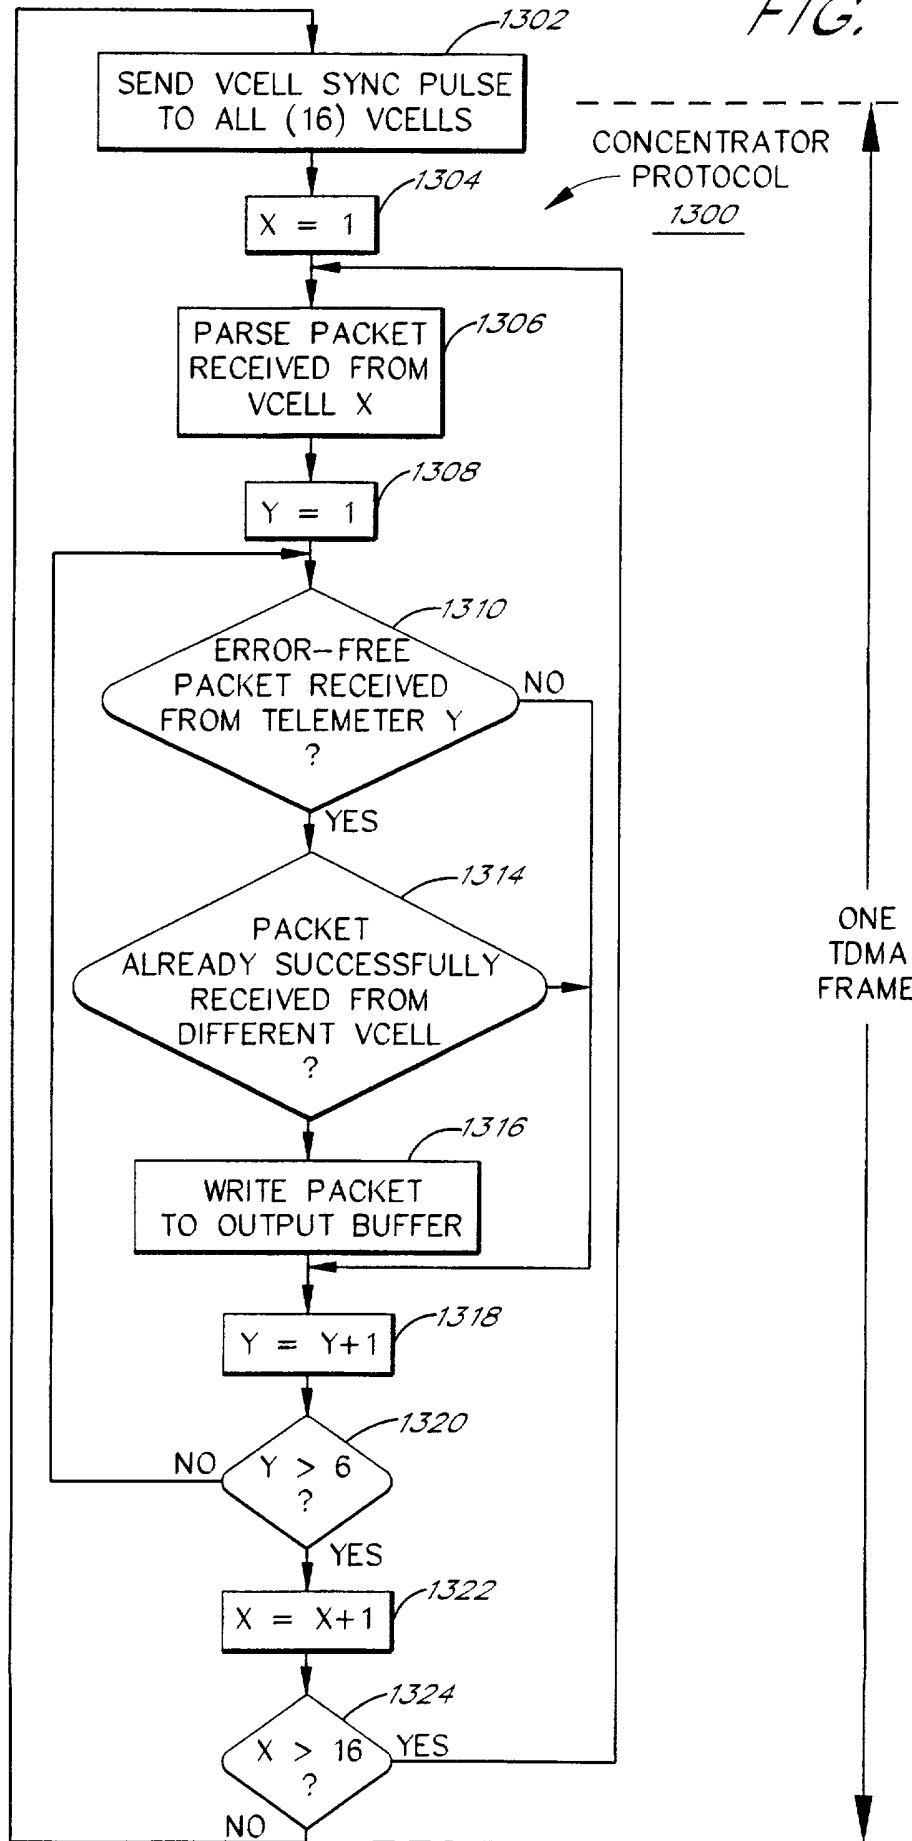 FIG.
1302
SEND VCELL SYNC PULSE
TO ALL (16) VCELLS
CONCENTRATOR
PROTOCOL
1300
1304
X = 1
1306
PARSE PACKET
RECEIVED FROM
VCELL X
1308
Y = 1
1310
ERROR-FREE
PACKET RECEIVED
FROM TELEMETER Y
?
NO
YES
1314
PACKET
ALREADY SUCCESSFULLY
RECEIVED FROM
DIFFERENT VCELL
?
ONE
TDMA
FRAME
1316
WRITE PACKET
TO OUTPUT BUFFER
1318
Y = Y+1
1320
Y > 6
?
NO
YES
1322
X = X+1
1324
X > 16
?
YES
NO